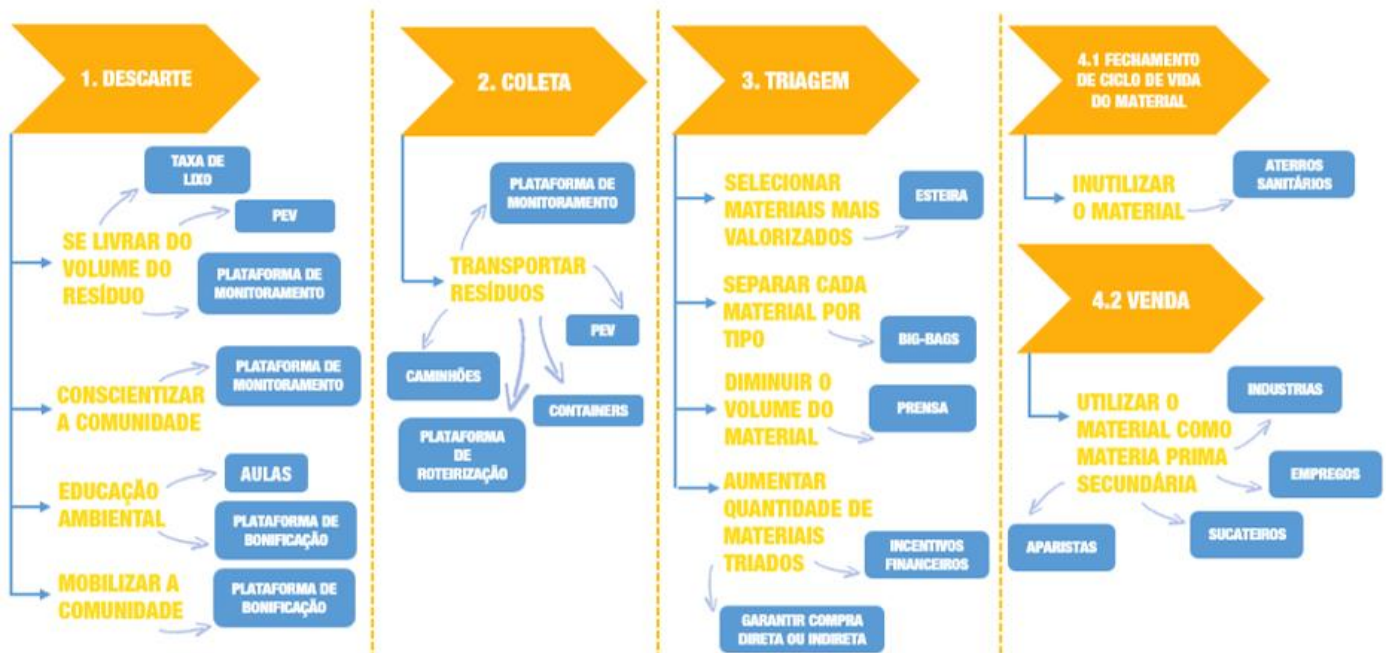 1. DESCARTE
TAXA DE
LIXO
PEV
SE LIVRAR DO
VOLUME DO
RESÍDUO
PLATAFORMA DE
MONITORAMENTO
PLATAFORMA DE
MONITORAMENTO
CONSCIENTIZAR
A COMUNIDADE
AULAS
EDUCAÇÃO
AMBIENTAL
PLATAFORMA DE
BONIFICAÇÃO
MOBILIZAR A
COMUNIDADE
PLATAFORMA DE
BONIFICAÇÃO
2. COLETA
PLATAFORMA DE
MONITORAMENTO
TRANSPORTAR
RESÍDUOS
PEV
CAMINHÕES
CONTAINERS
PLATAFORMA
DE
ROTEIRIZAÇÃO
3. TRIAGEM
SELECIONAR
MATERIAIS MAIS
VALORIZADOS
ESTEIRA
SEPARAR CADA
MATERIAL POR
TIPO
BIG-BAGS
DIMINUIR O
VOLUME DO
MATERIAL
PRENSA
AUMENTAR
QUANTIDADE DE
MATERIAIS
TRIADOS
INCENTIVOS
FINANCEIROS
GARANTIR COMPRA
DIRETA OU INDIRETA
4.1 FECHAMENTO
DE CICLO DE VIDA
DO MATERIAL
INUTILIZAR
O MATERIAL
ATERROS
SANITÁRIOS
4.2 VENDA
INDUSTRIAS
UTILIZAR O
MATERIAL COMO
MATERIA PRIMA
SECUNDÁRIA
EMPREGOS
SUCATEIROS
APARISTAS